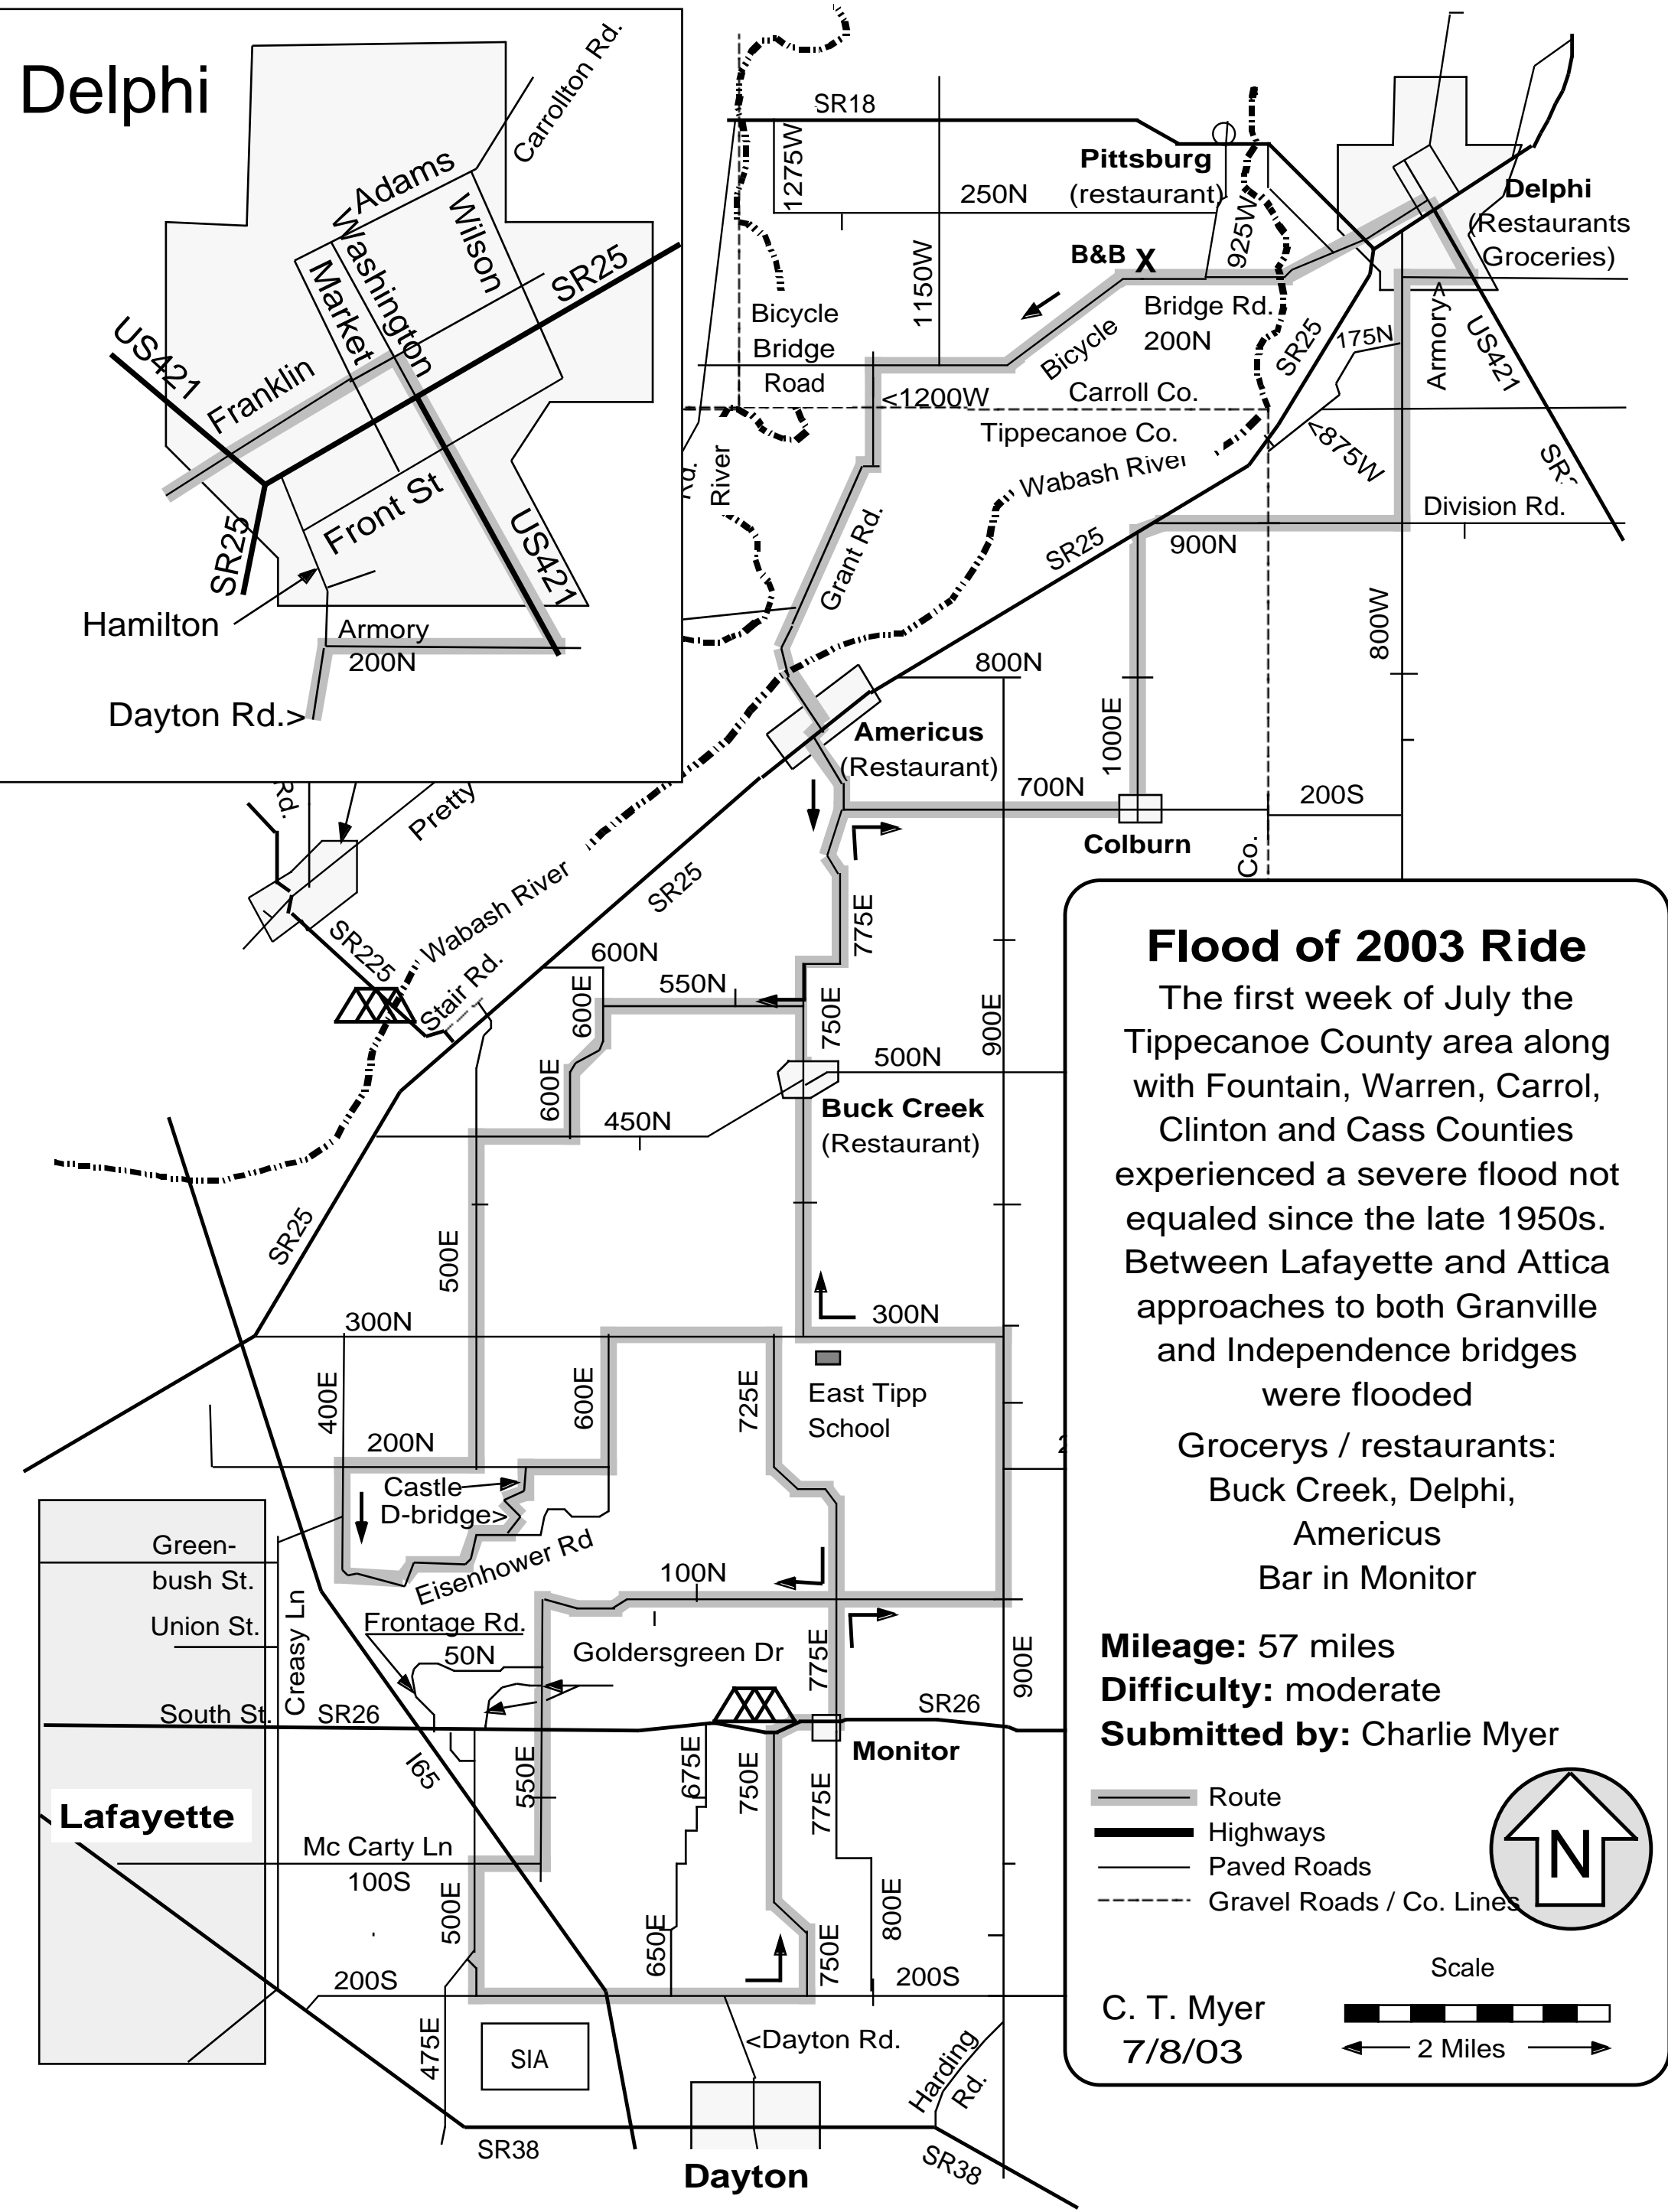 Delphi
Carrollton Rd.
Adams
Washington
Wilson
Market
SR25
US421
Franklin
Front St
SR25
US421
Hamilton
Armory
200N
Dayton Rd.>
SR18
1275W
Pittsburg
(restaurant)
250N
925W
Delphi
(Restaurants
Groceries)
1150W
B&B X
Bridge Rd.
200N
Bicycle
Bicycle
Bridge
Road
SR25
175N
Armory>
US421
<1200W
Carroll Co.
Tippecanoe Co.
<875W
Rd.
River
Wabash River
Grant Rd.
SR25
Division Rd.
900N
800W
800N
1000E
Americus
(Restaurant)
700N
200S
Colburn
Co.
Rd.
Pretty
Wabash River
SR25
775E
SR225
Stair Rd.
600N
600E
550N
750E
900E
500N
600E
450N
Buck Creek
(Restaurant)
SR25
500E
300N
300N
400E
600E
725E
East Tipp
School
200N
Castle
D-bridge>
Eisenhower Rd
Green-
bush St.
Union St.
Creasy Ln
100N
Frontage Rd.
50N
Goldersgreen Dr
775E
900E
South St.
SR26
SR26
Monitor
I65
550E
675E
750E
775E
Lafayette
Mc Carty Ln
100S
500E
650E
750E
800E
200S
200S
475E
SIA
<Dayton Rd.
Harding
Rd.
SR38
Dayton
SR38
Flood of 2003 Ride
The first week of July the
Tippecanoe County area along
with Fountain, Warren, Carrol,
Clinton and Cass Counties
experienced a severe flood not
equaled since the late 1950s.
Between Lafayette and Attica
approaches to both Granville
and Independence bridges
were flooded
Grocerys / restaurants:
Buck Creek, Delphi,
Americus
Bar in Monitor
Mileage: 57 miles
Difficulty: moderate
Submitted by: Charlie Myer
Route
Highways
Paved Roads
Gravel Roads / Co. Lines
N
Scale
C. T. Myer
7/8/03
2 Miles